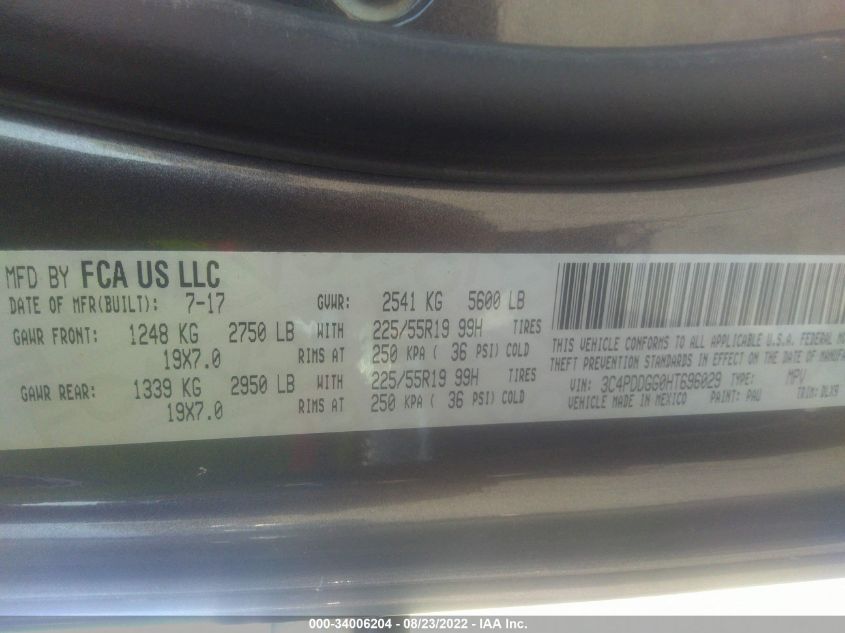 MFD BY FCA US LLC
DATE OF MFR(BUILT): 7-17 GVWR: 2541 KG 5600 LB
GAWR FRONT: 1248 KG 2750 LB WITH 225/55R19 99H TIRES
19X7.0 RIMS AT 250 KPA ( 36 PSI) COLD
GAWR REAR: 1339 KG 2950 LB WITH 225/55R19 99H TIRES
19X7.0 RIMS AT 250 KPA ( 36 PSI) COLD
THIS VEHICLE CONFORMS TO ALL APPLICABLE U.S.A. FEDERAL
THEFT PREVENTION STANDARDS IN EFFECT ON THE DATE OF
VIN: 3C4PDDGG0HT696029 TYPE: MPV
VEHICLE MADE IN MEXICO PAINT: PAU TRIM: DLX9
000-34006204 - 08/23/2022 - IAA Inc.